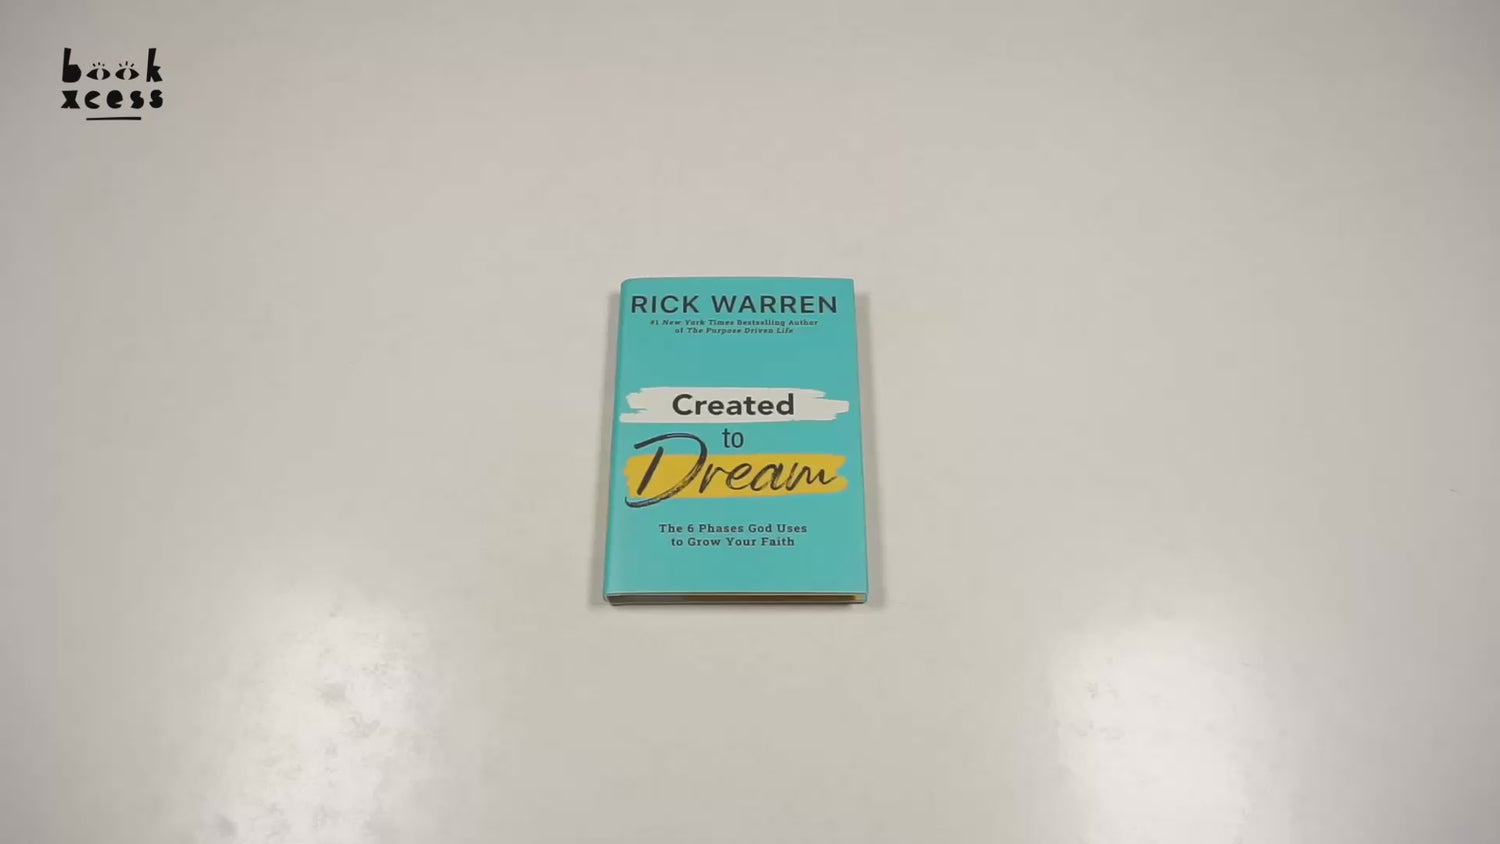 book
xcess
RICK WARREN
#1 New York Times Bestselling Author
of The Purpose Driven Life
Created
to
Dream
The 6 Phases God Uses
to Grow Your Faith